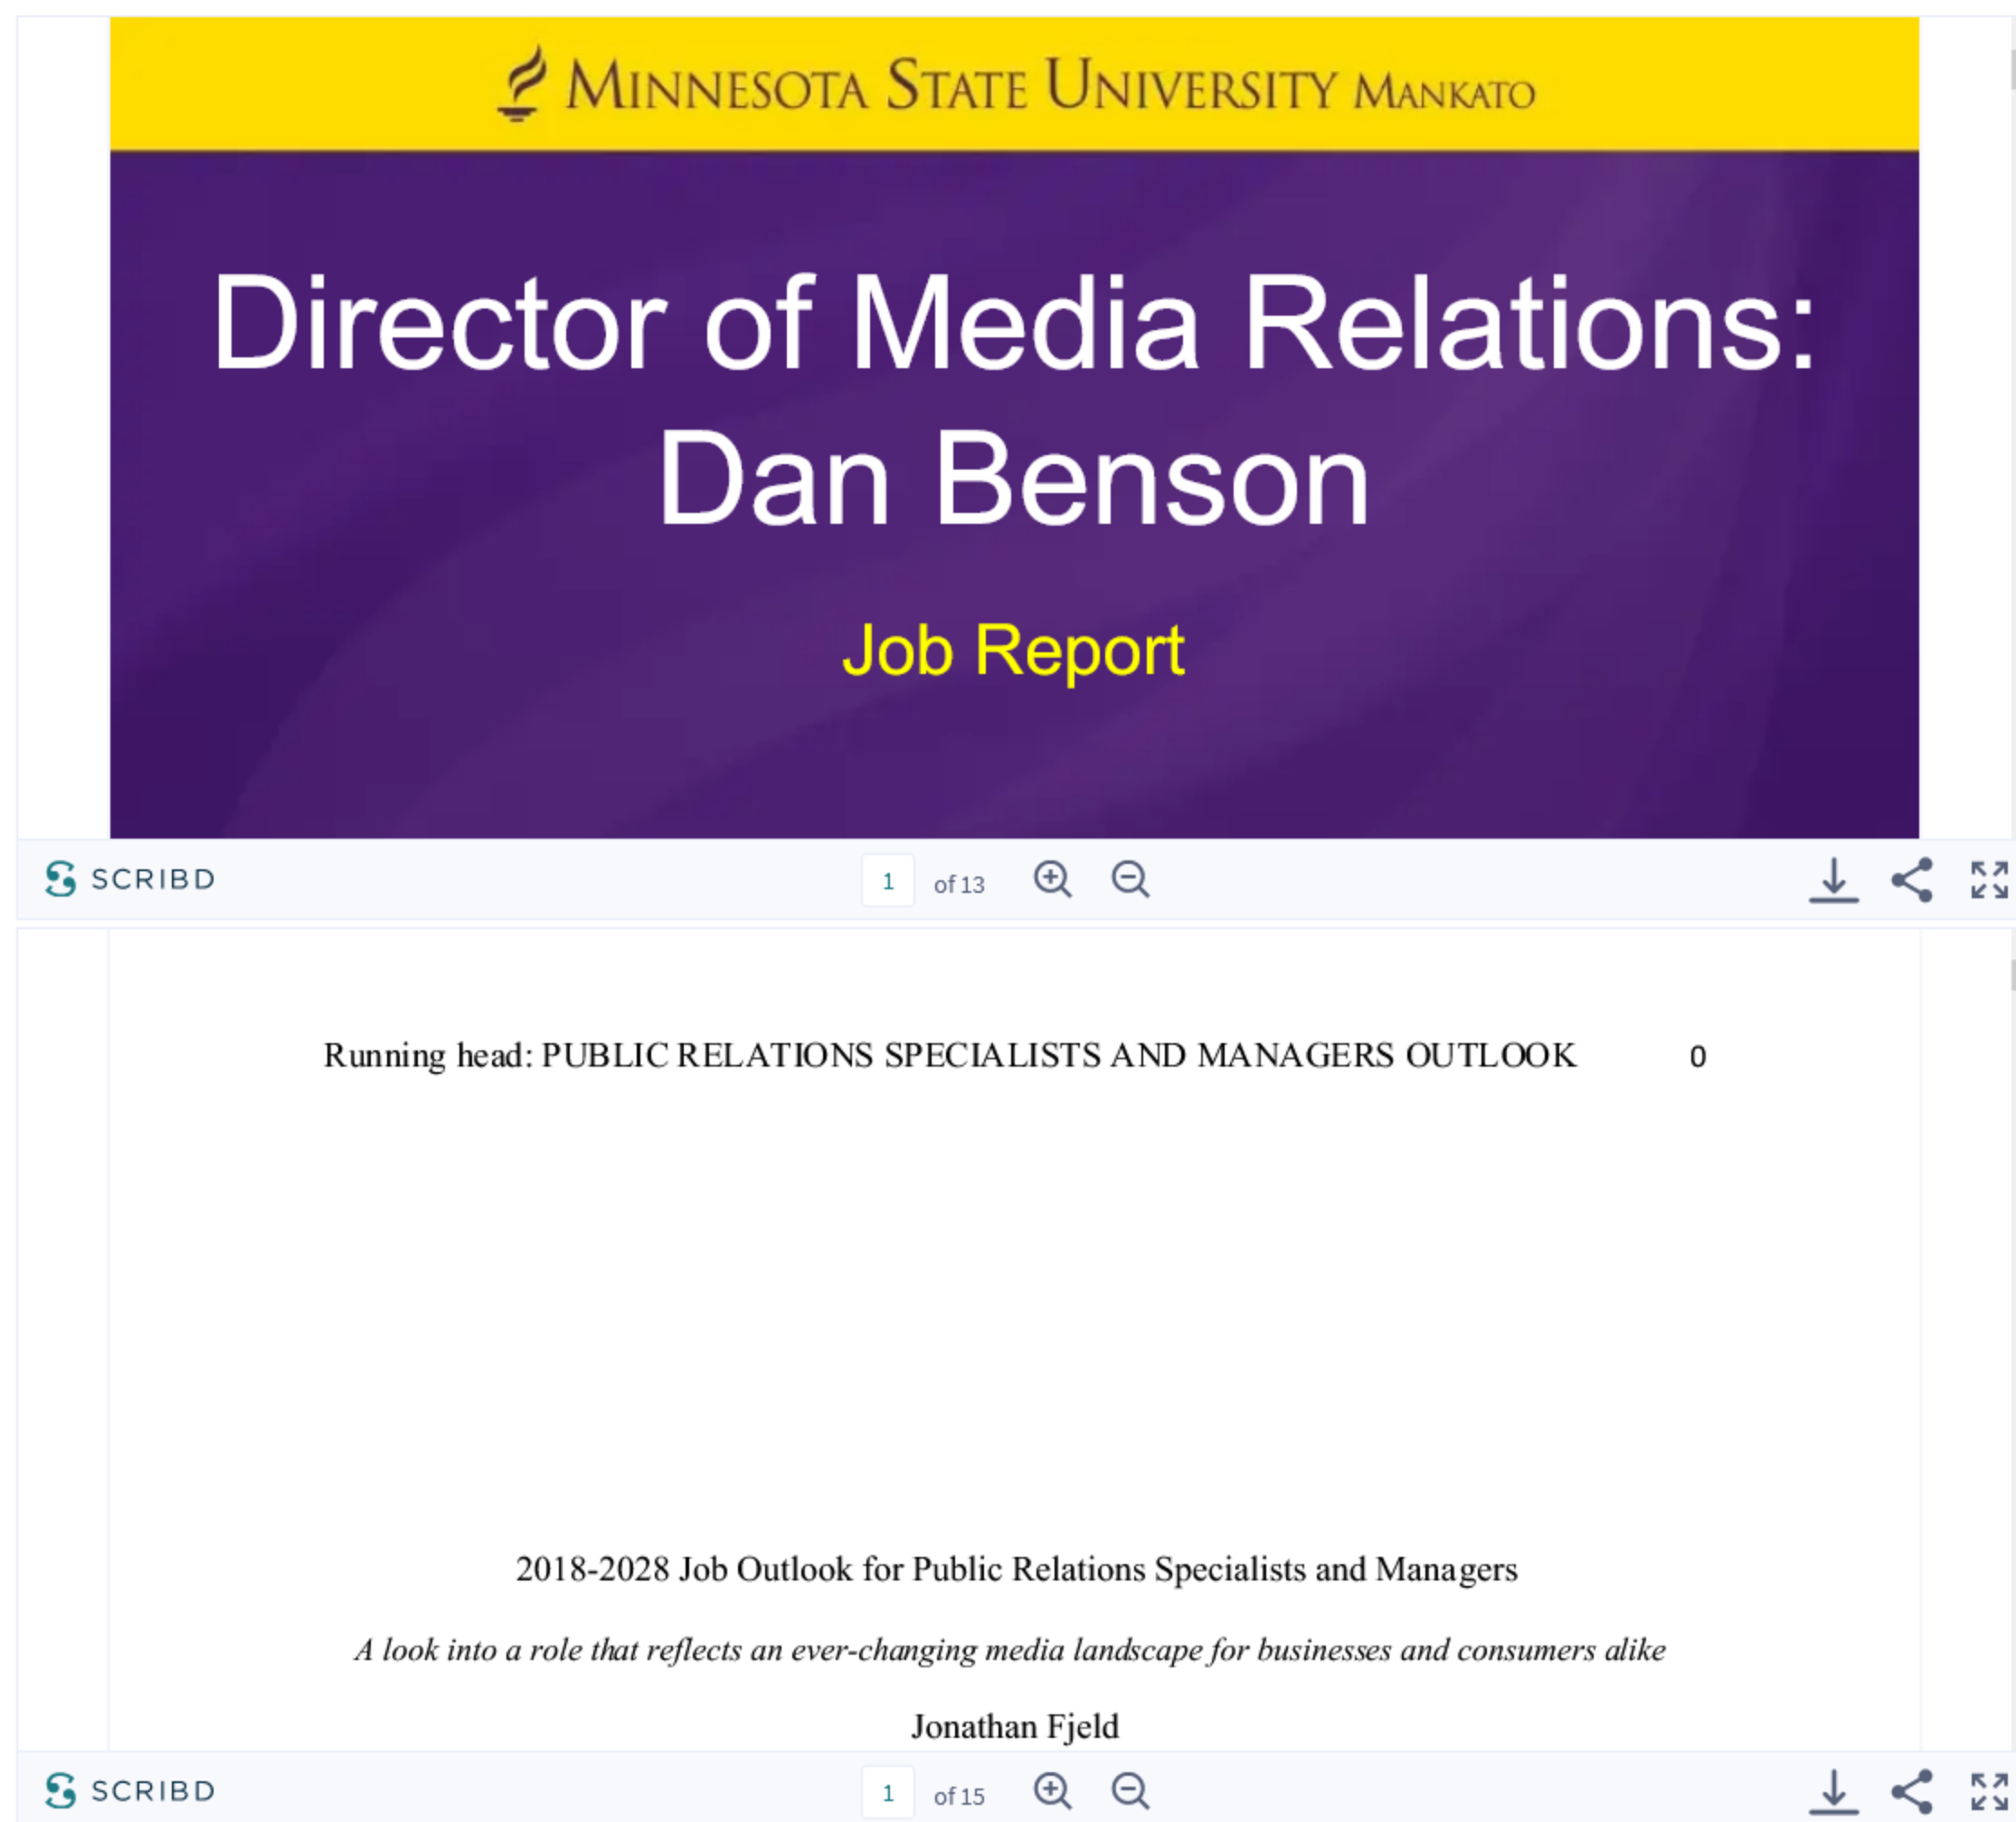 MINNESOTA STATE UNIVERSITY MANKATO
Director of Media Relations:
Dan Benson
Job Report
SCRIBD 1 of 13
Running head: PUBLIC RELATIONS SPECIALISTS AND MANAGERS OUTLOOK 0
2018-2028 Job Outlook for Public Relations Specialists and Managers
A look into a role that reflects an ever-changing media landscape for businesses and consumers alike
Jonathan Fjeld
SCRIBD 1 of 15